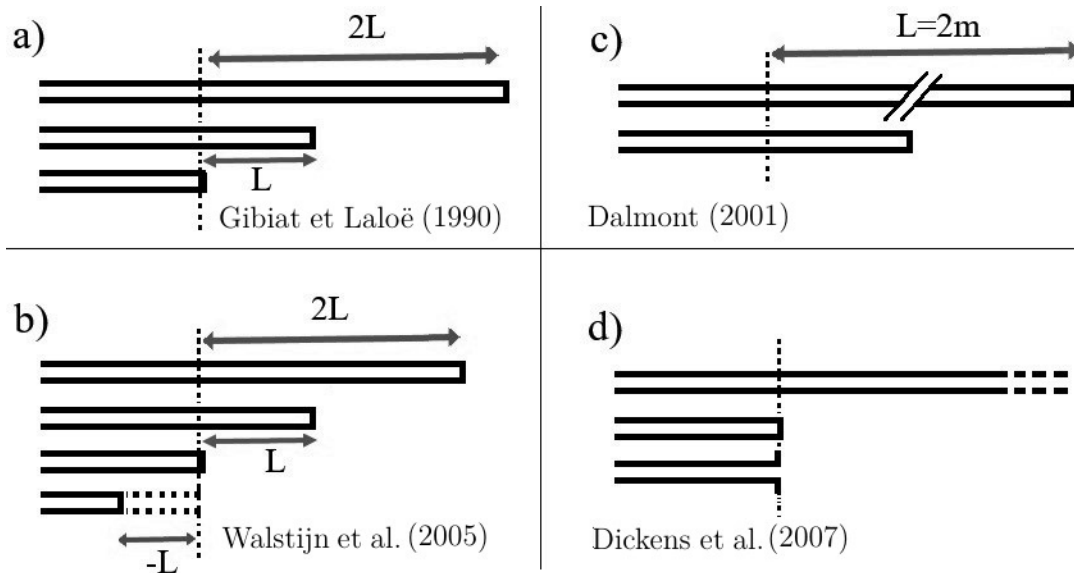 a)
2L
L
Gibiat et Laloë (1990)
c)
L=2m
Dalmont (2001)
b)
2L
L
-L
Walstijn et al. (2005)
d)
Dickens et al. (2007)